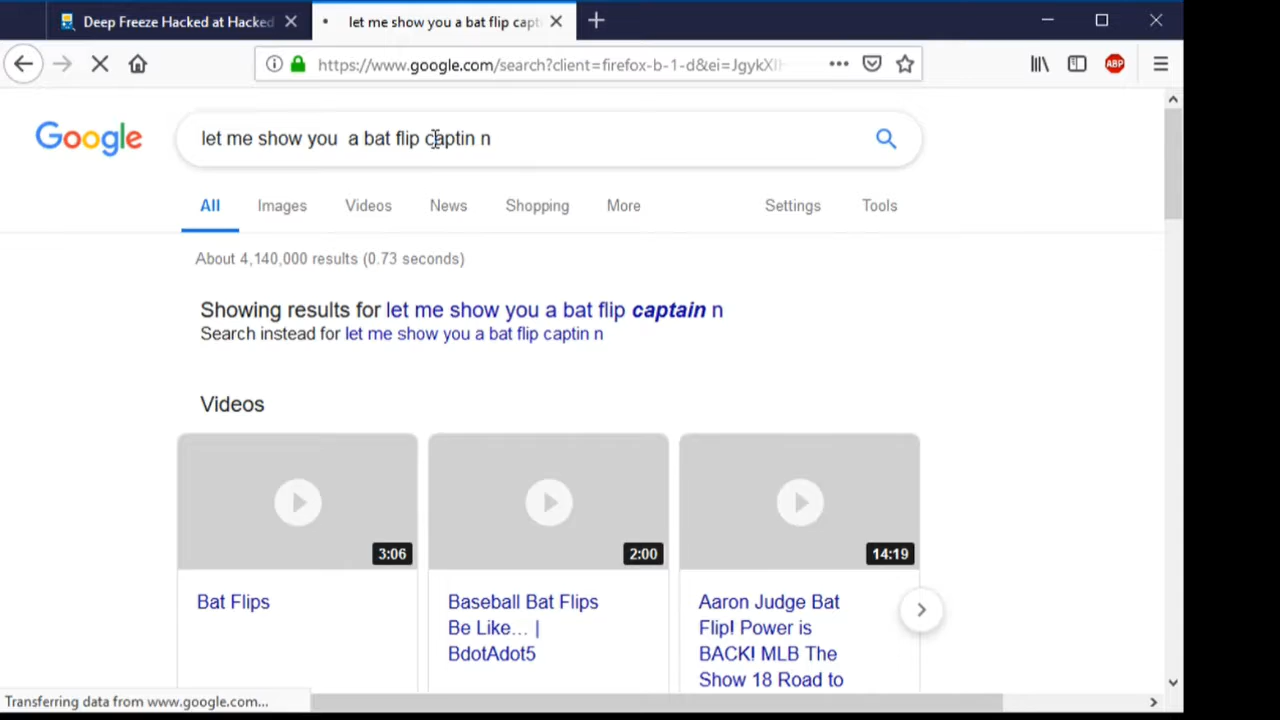 Deep Freeze Hacked at Hacked
let me show you a bat flip capt
https://www.google.com/search?client=firefox-b-1-d&ei=JgykXI
ABP
Google
let me show you  a bat flip captin n
All Images Videos News Shopping More Settings Tools
About 4,140,000 results (0.73 seconds)
Showing results for let me show you a bat flip captain n
Search instead for let me show you a bat flip captin n
Videos
3:06 2:00 14:19
Bat Flips
Baseball Bat Flips
Be Like... |
BdotAdot5
Aaron Judge Bat
Flip! Power is
BACK! MLB The
Show 18 Road to
Transferring data from www.google.com...